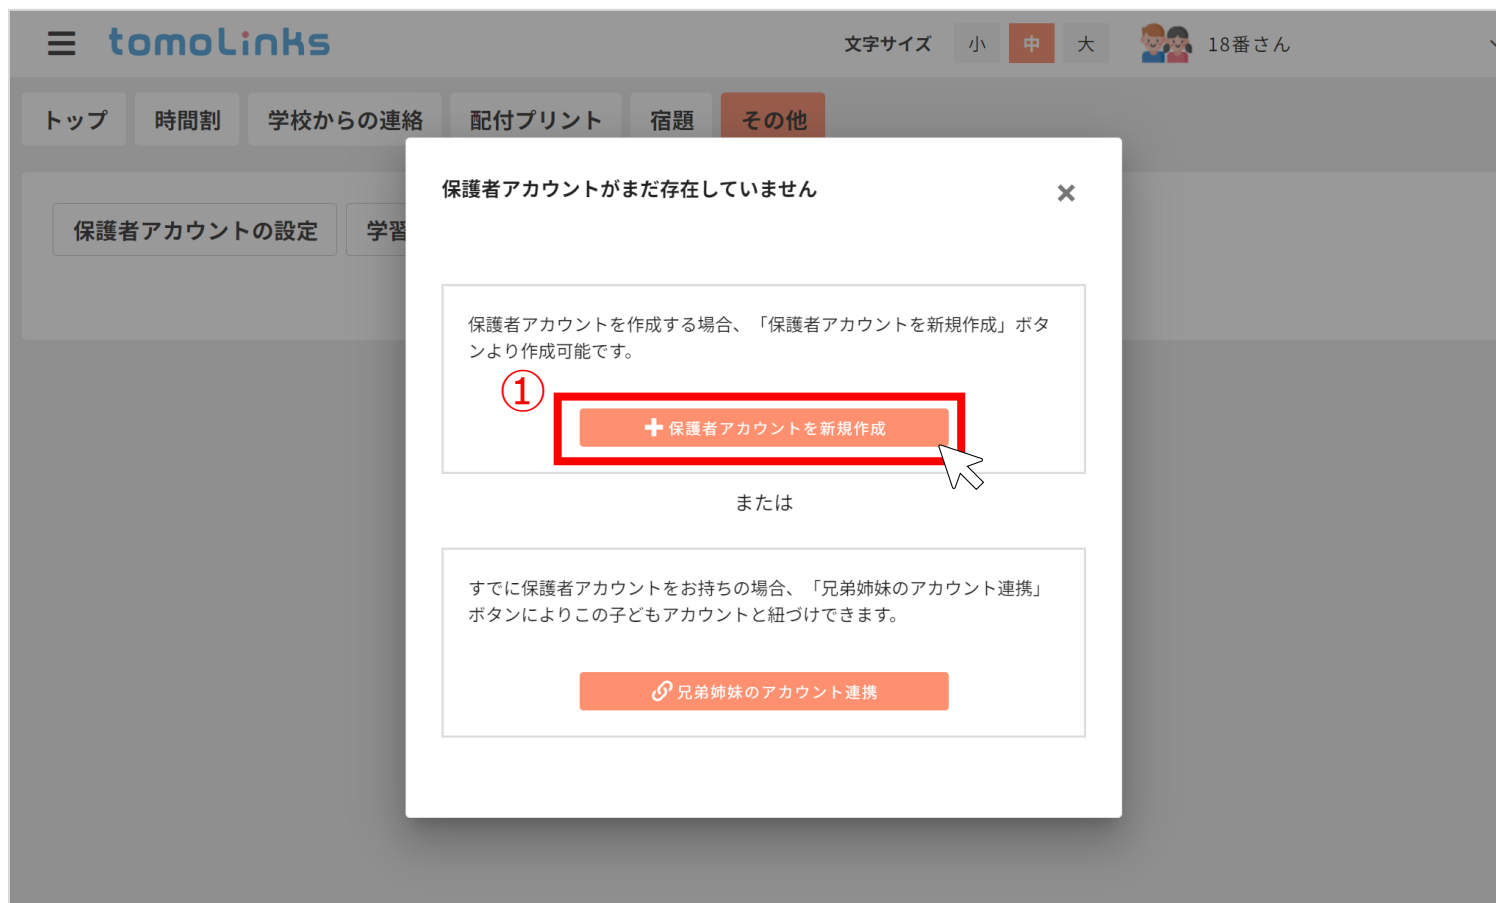 tomoLinks
文字サイズ 小 中 大 18番さん
トップ 時間割 学校からの連絡 配付プリント 宿題 その他
保護者アカウントの設定 学習
保護者アカウントがまだ存在していません
保護者アカウントを作成する場合、「保護者アカウントを新規作成」ボタ
ンより作成可能です。
①
保護者アカウントを新規作成
または
すでに保護者アカウントをお持ちの場合、「兄弟姉妹のアカウント連携」
ボタンによりこの子どもアカウントと紐づけできます。
兄弟姉妹のアカウント連携